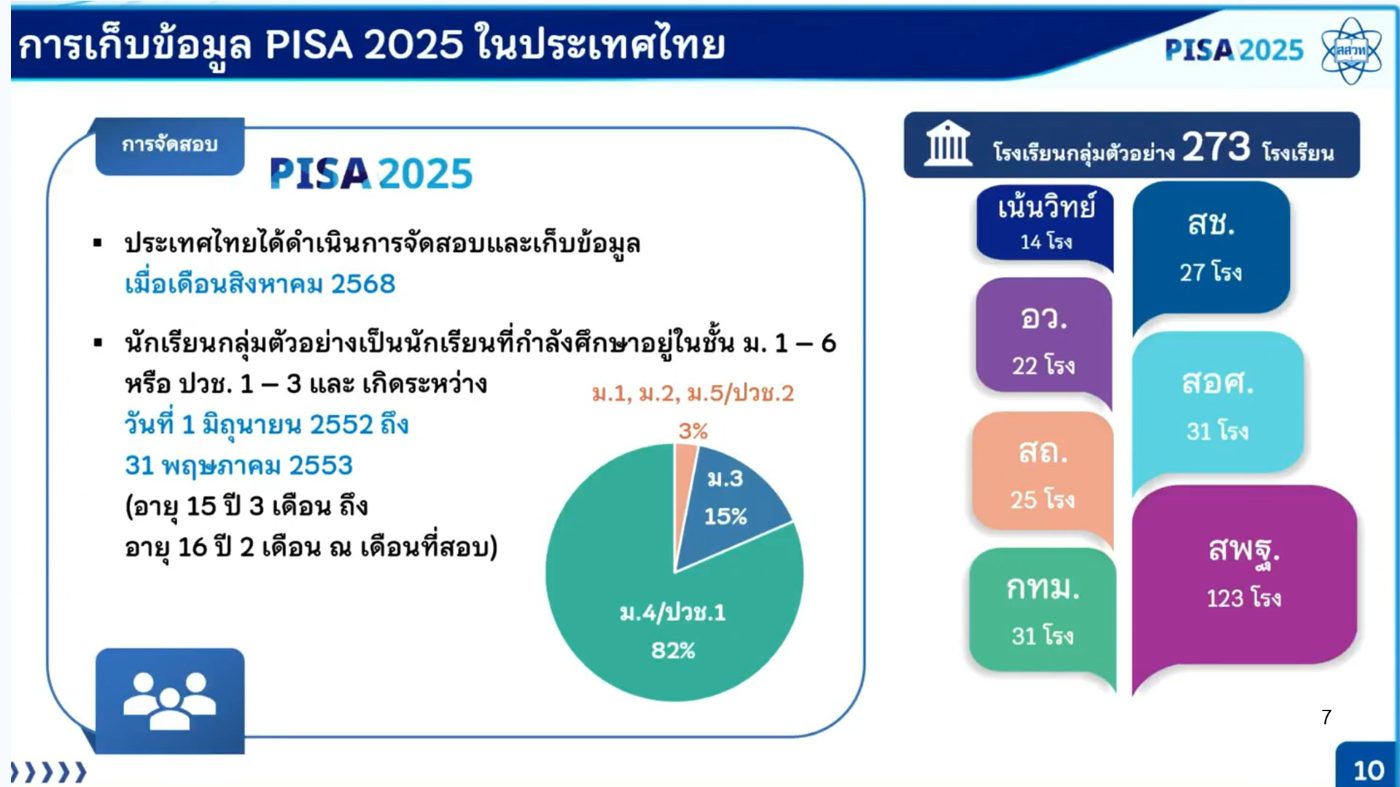 การเก็บข้อมูล PISA 2025 ในประเทศไทย
PISA 2025
สสวท
การจัดสอบ
PISA 2025
▪ ประเทศไทยได้ดำเนินการจัดสอบและเก็บข้อมูล
เมื่อเดือนสิงหาคม 2568
▪ นักเรียนกลุ่มตัวอย่างเป็นนักเรียนที่กำลังศึกษาอยู่ในชั้น ม. 1 – 6
หรือ ปวช. 1 – 3 และ เกิดระหว่าง
วันที่ 1 มิถุนายน 2552 ถึง
31 พฤษภาคม 2553
(อายุ 15 ปี 3 เดือน ถึง
อายุ 16 ปี 2 เดือน ณ เดือนที่สอบ)
ม.1, ม.2, ม.5/ปวช.2
3%
ม.3
15%
ม.4/ปวช.1
82%
โรงเรียนกลุ่มตัวอย่าง 273 โรงเรียน
เน้นวิทย์
14 โรง
สช.
27 โรง
อว.
22 โรง
สอศ.
31 โรง
สถ.
25 โรง
สพฐ.
123 โรง
กทม.
31 โรง
7
10